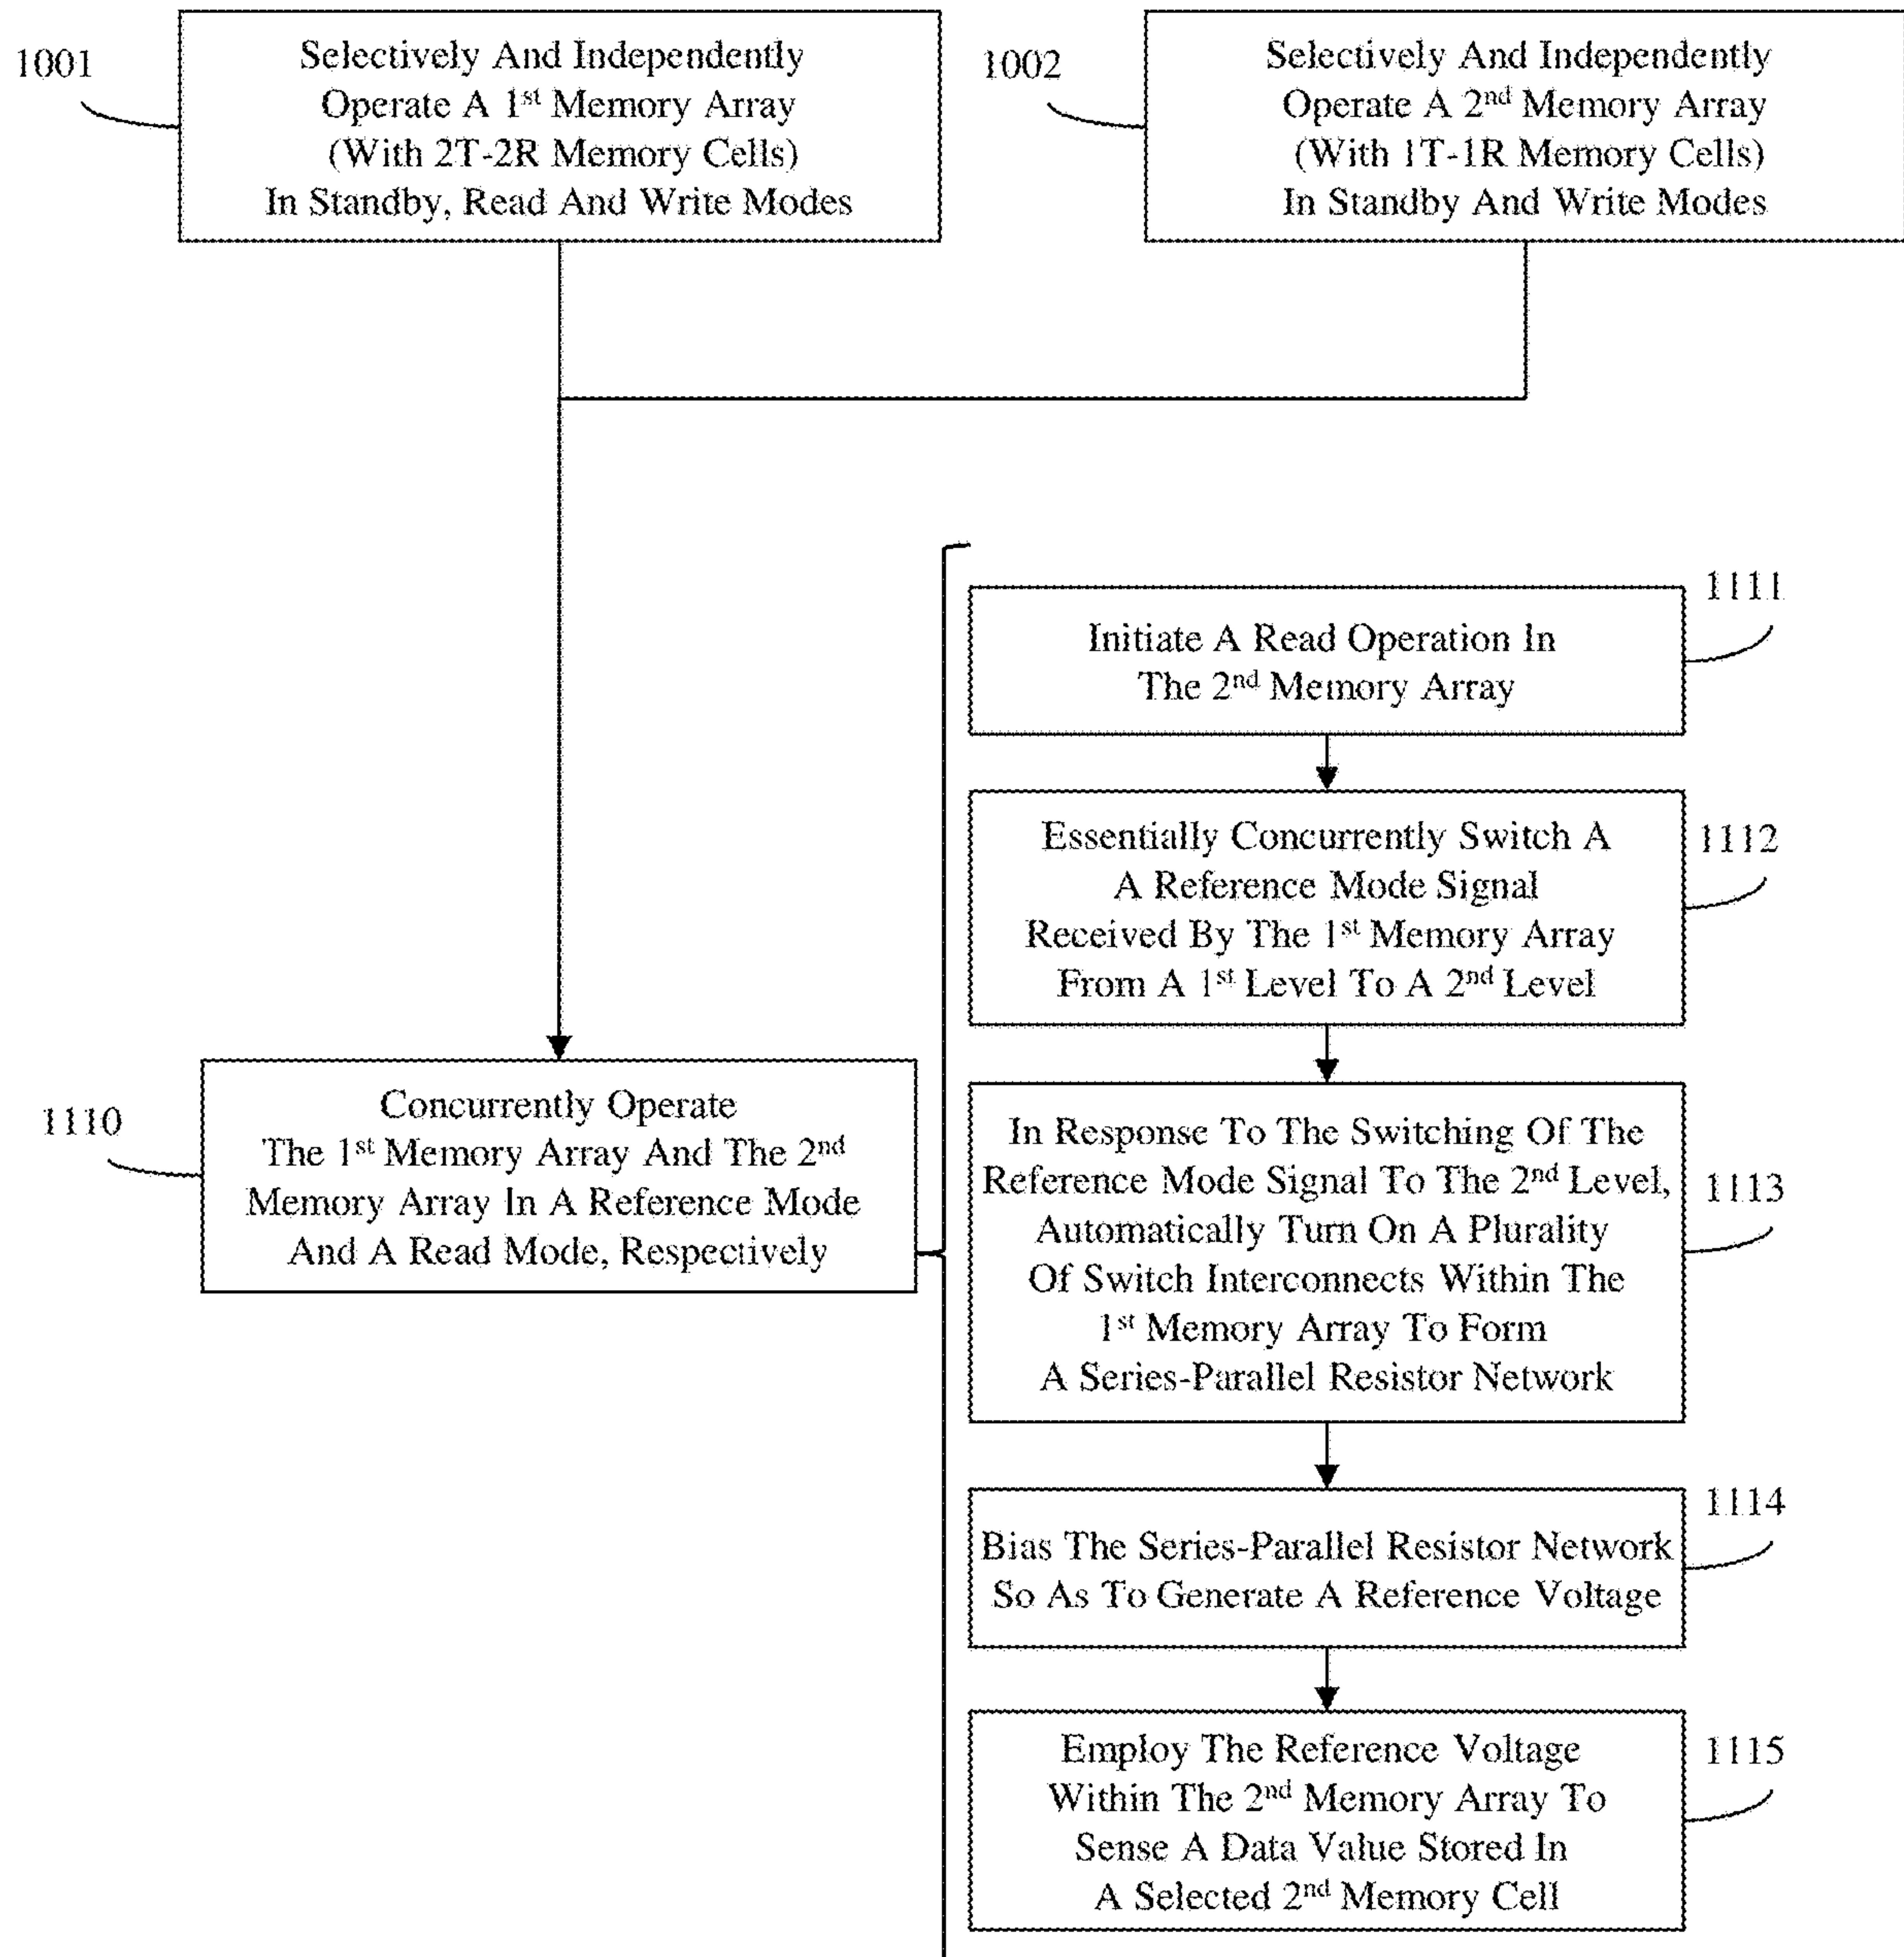 1001
Selectively And Independently
Operate A 1st Memory Array
(With 2T-2R Memory Cells)
In Standby, Read And Write Modes
1002
Selectively And Independently
Operate A 2nd Memory Array
(With 1T-1R Memory Cells)
In Standby And Write Modes
1110
Concurrently Operate
The 1st Memory Array And The 2nd
Memory Array In A Reference Mode
And A Read Mode, Respectively
1111
Initiate A Read Operation In
The 2nd Memory Array
1112
Essentially Concurrently Switch A
A Reference Mode Signal
Received By The 1st Memory Array
From A 1st Level To A 2nd Level
1113
In Response To The Switching Of The
Reference Mode Signal To The 2nd Level,
Automatically Turn On A Plurality
Of Switch Interconnects Within The
1st Memory Array To Form
A Series-Parallel Resistor Network
1114
Bias The Series-Parallel Resistor Network
So As To Generate A Reference Voltage
1115
Employ The Reference Voltage
Within The 2nd Memory Array To
Sense A Data Value Stored In
A Selected 2nd Memory Cell